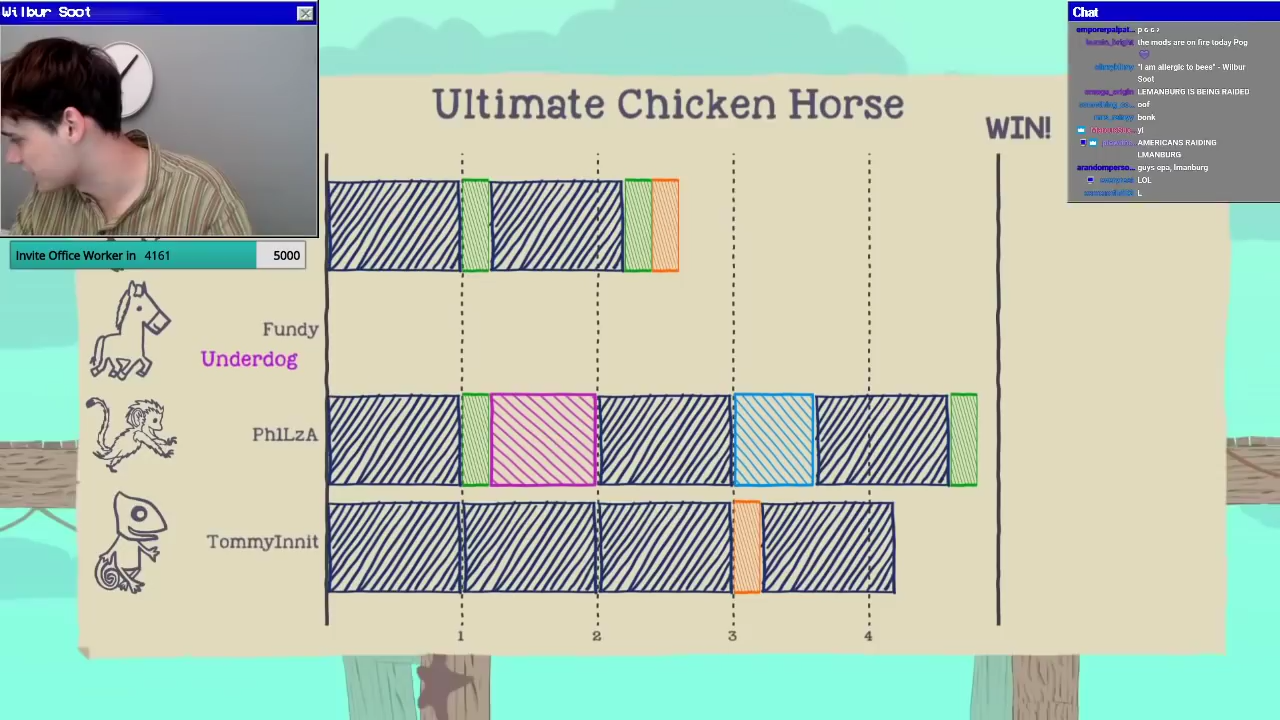 Wilbur Soot
Chat
Ultimate Chicken Horse
WIN!
the mods are on fire today Pog
"I am allergic to bees" - Wilbur
Soot
LEMANBURG IS BEING RAIDED
oof
bonk
yl
AMERICANS RAIDING
LMANBURG
guys epa, lmanburg
LOL
L
Invite Office Worker in 4161 5000
Fundy
Underdog
Ph1LzA
TommyInnit
1 2 3 4